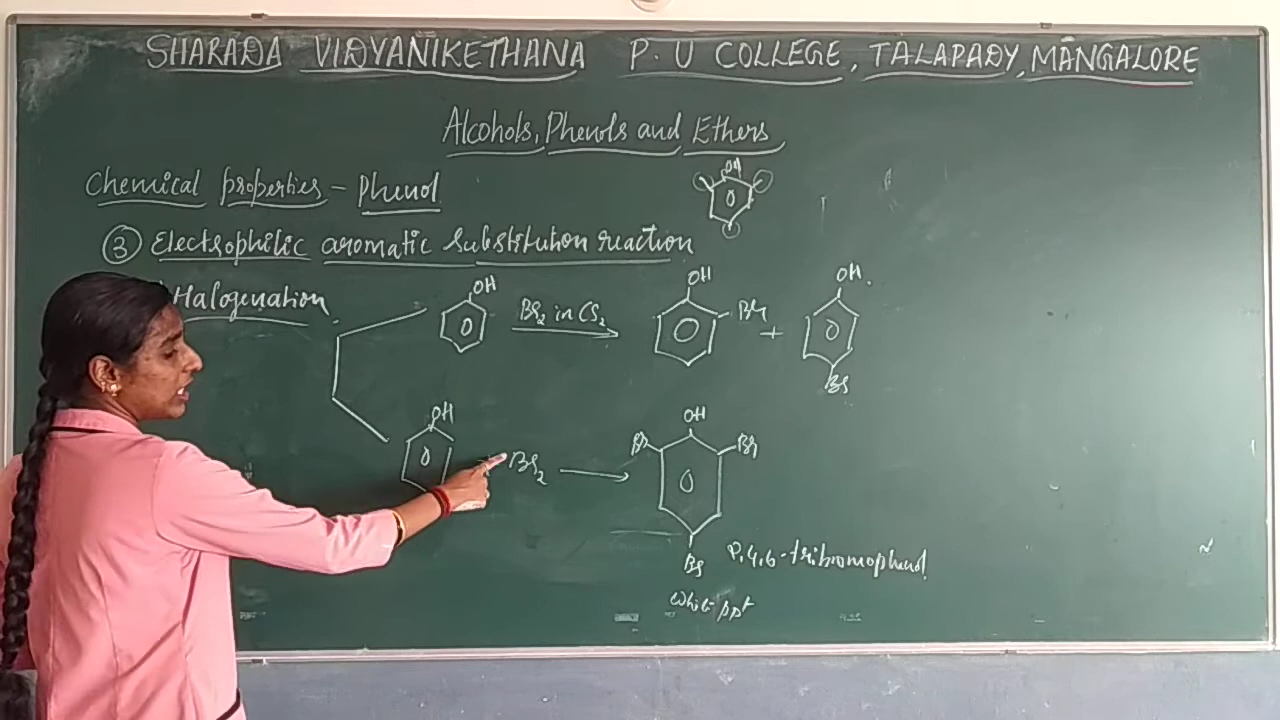 SHARADA VIDYANIKETHANA P. U COLLEGE, TALAPADY, MANGALORE
Alcohols, Phenols and Ethers
OH
Chemical properties - Phenol
③ Electrophilic aromatic substitution reaction
Halogenation
OH
Br2 in CS2
OH
Br
+
OH
Br
OH
Br2
OH
Br
Br
Br
2,4,6-tribromophenol
White ppt